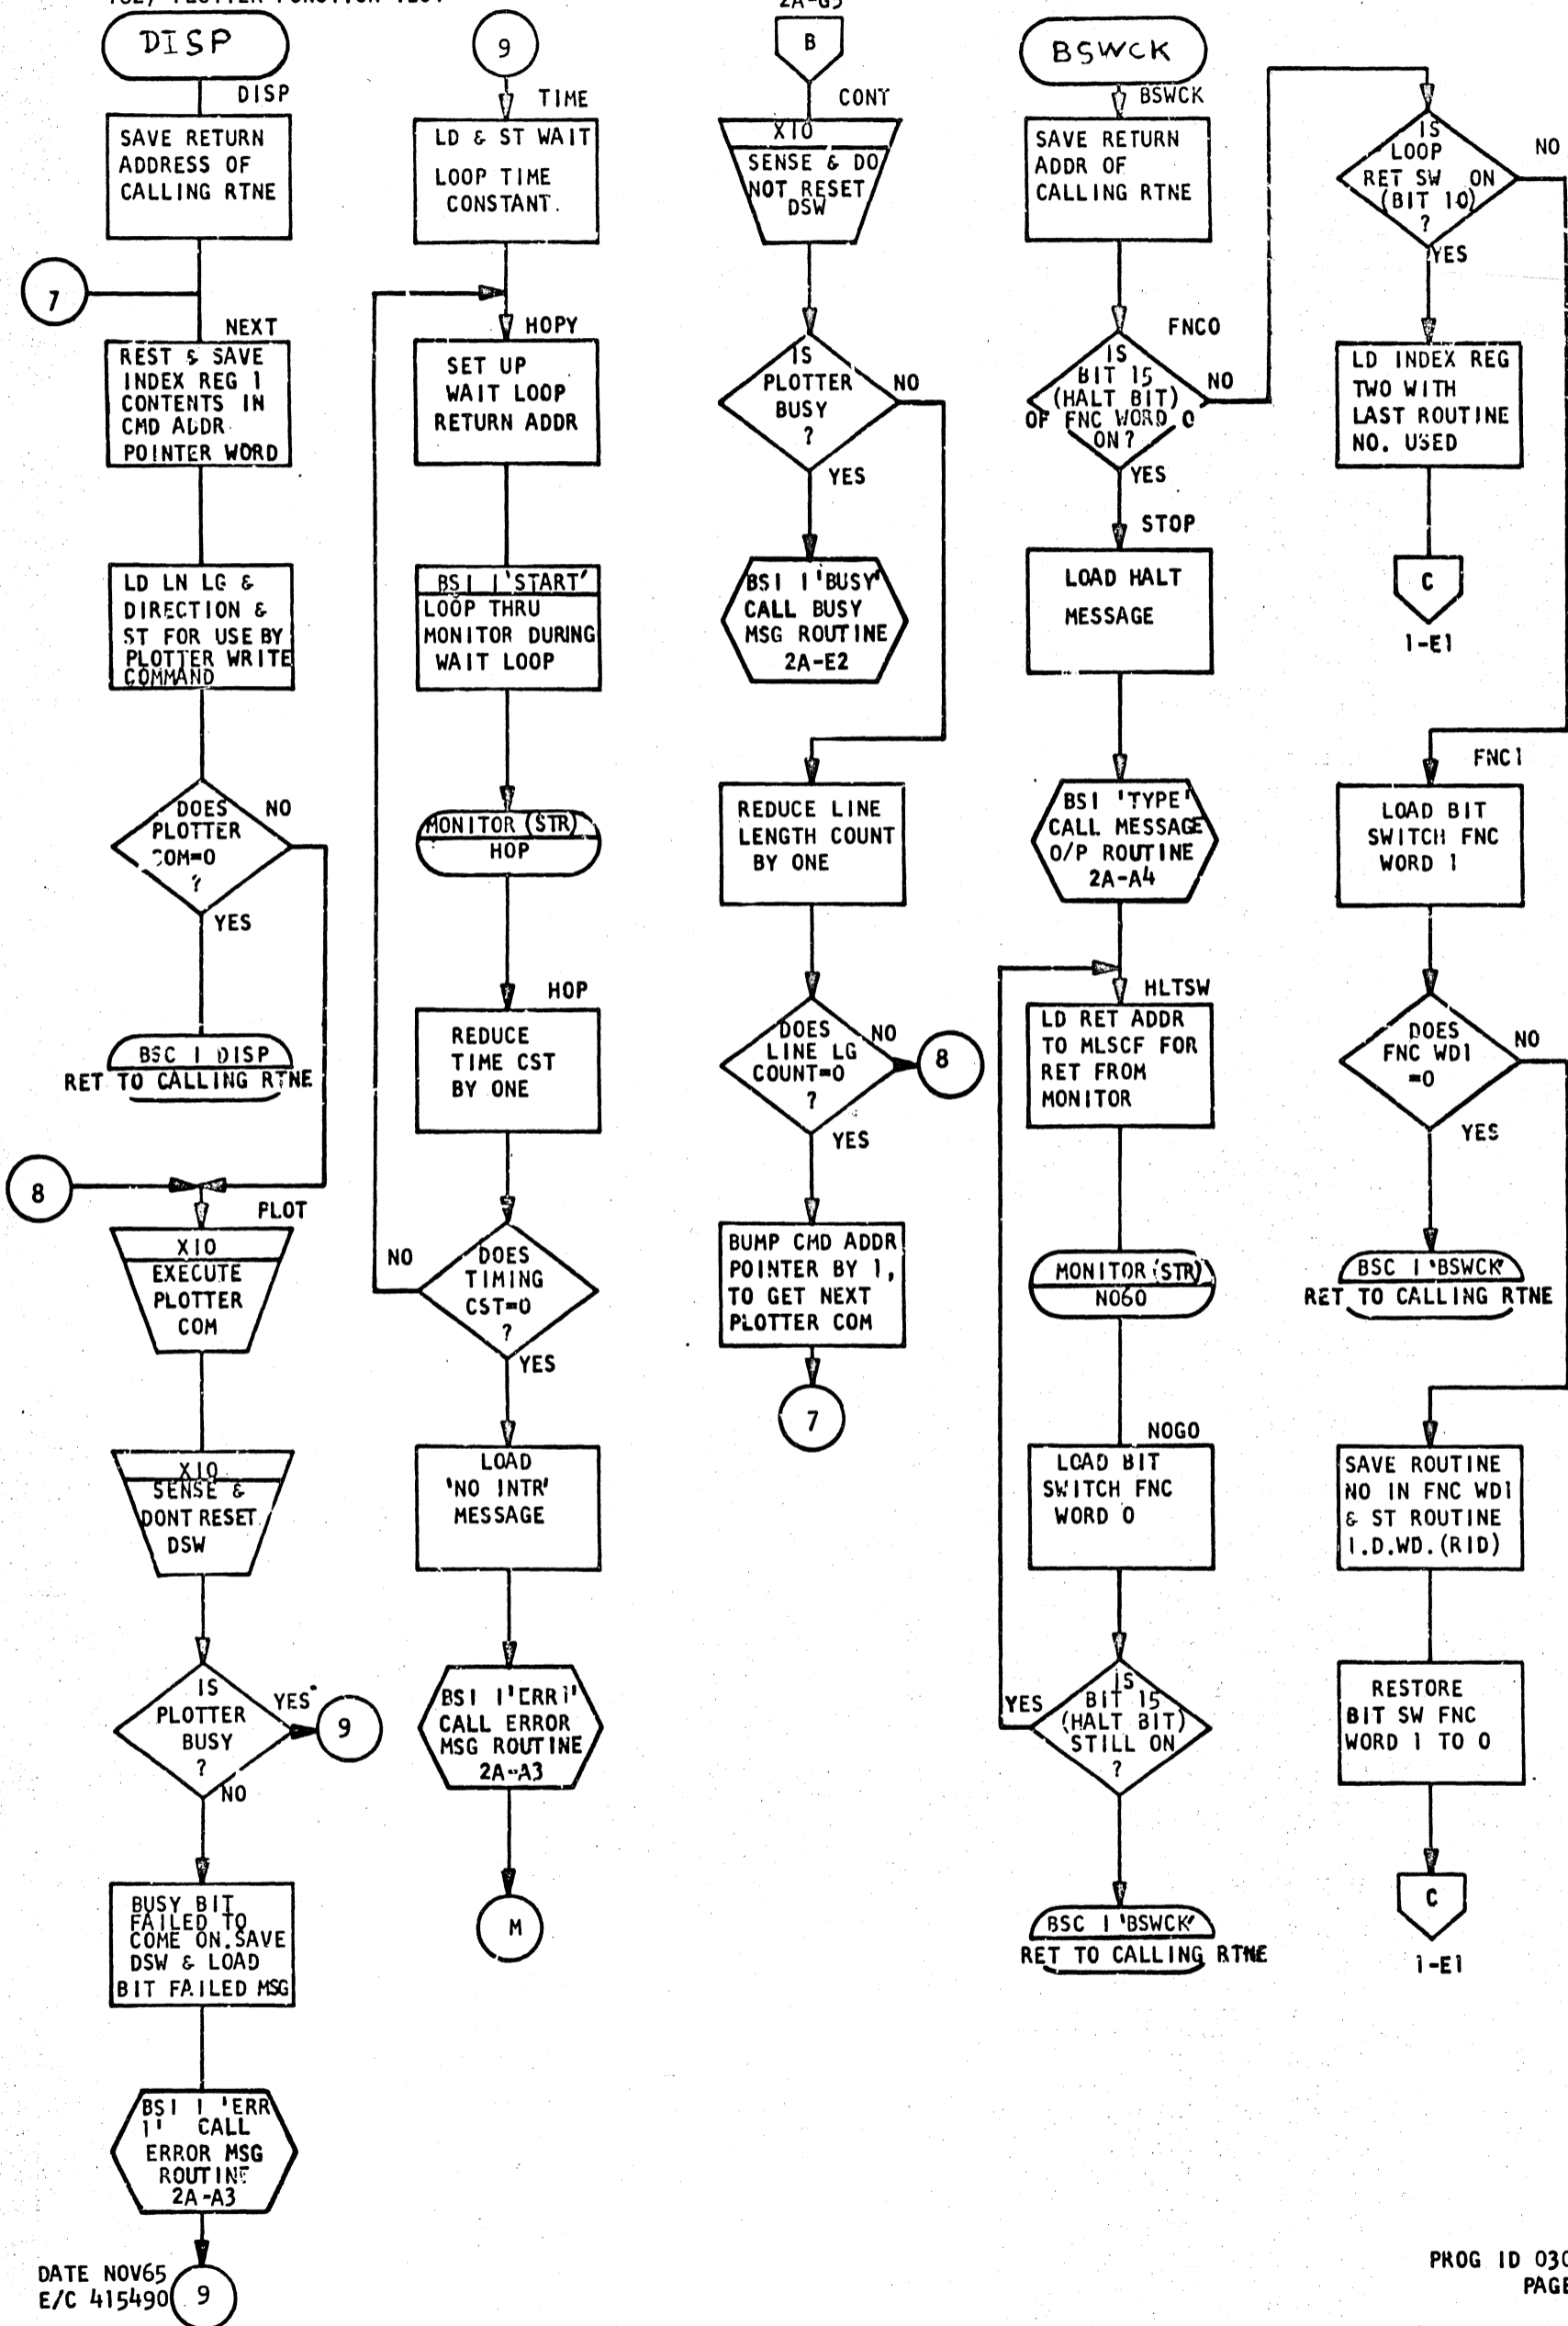 DISP
DISP
SAVE RETURN
ADDRESS OF
CALLING RTNE
7
NEXT
REST & SAVE
INDEX REG 1
CONTENTS IN
CMD ADDR
POINTER WORD
LD LN LG &
DIRECTION &
ST FOR USE BY
PLOTTER WRITE
COMMAND
DOES
PLOTTER
COM=0
?
NO
YES
BSC I DISP
RET TO CALLING RTNE
8
PLOT
XIO
EXECUTE
PLOTTER
COM
XIO
SENSE &
DONT RESET
DSW
IS
PLOTTER
BUSY
?
YES
9
NO
BUSY BIT
FAILED TO
COME ON.SAVE
DSW & LOAD
BIT FAILED MSG
BSI I 'ERR
1' CALL
ERROR MSG
ROUTINE
2A-A3
9
DATE NOV65
E/C 415490
9
TIME
LD & ST WAIT
LOOP TIME
CONSTANT.
HOPY
SET UP
WAIT LOOP
RETURN ADDR
BSI I 'START'
LOOP THRU
MONITOR DURING
WAIT LOOP
MONITOR (STR)
HOP
HOP
REDUCE
TIME CST
BY ONE
DOES
TIMING
CST=0
?
NO
YES
LOAD
'NO INTR'
MESSAGE
BSI I'ERR1'
CALL ERROR
MSG ROUTINE
2A-A3
M
2A-G5
B
CONT
XIO
SENSE & DO
NOT RESET
DSW
IS
PLOTTER
BUSY
?
NO
YES
BSI I'BUSY'
CALL BUSY
MSG ROUTINE
2A-E2
REDUCE LINE
LENGTH COUNT
BY ONE
DOES
LINE LG
COUNT=0
?
NO
8
YES
BUMP CMD ADDR
POINTER BY 1,
TO GET NEXT
PLOTTER COM
7
BSWCK
BSWCK
SAVE RETURN
ADDR OF
CALLING RTNE
FNCO
IS
BIT 15
(HALT BIT)
OF FNC WORD 0
ON?
NO
YES
STOP
LOAD HALT
MESSAGE
BSI 'TYPE'
CALL MESSAGE
O/P ROUTINE
2A-A4
HLTSW
LD RET ADDR
TO MLSCF FOR
RET FROM
MONITOR
MONITOR (STR)
NO6O
NOGO
LOAD BIT
SWITCH FNC
WORD 0
IS
BIT 15
(HALT BIT)
STILL ON
?
YES
BSC I 'BSWCK'
RET TO CALLING RTNE
IS
LOOP
RET SW ON
(BIT 10)
?
NO
YES
LD INDEX REG
TWO WITH
LAST ROUTINE
NO. USED
C
1-E1
FNC1
LOAD BIT
SWITCH FNC
WORD 1
DOES
FNC WD1
=0
NO
YES
BSC I 'BSWCK'
RET TO CALLING RTNE
SAVE ROUTINE
NO IN FNC WD1
& ST ROUTINE
I.D.WD.(RID)
RESTORE
BIT SW FNC
WORD 1 TO 0
C
1-E1
PROG ID 030
PAGE